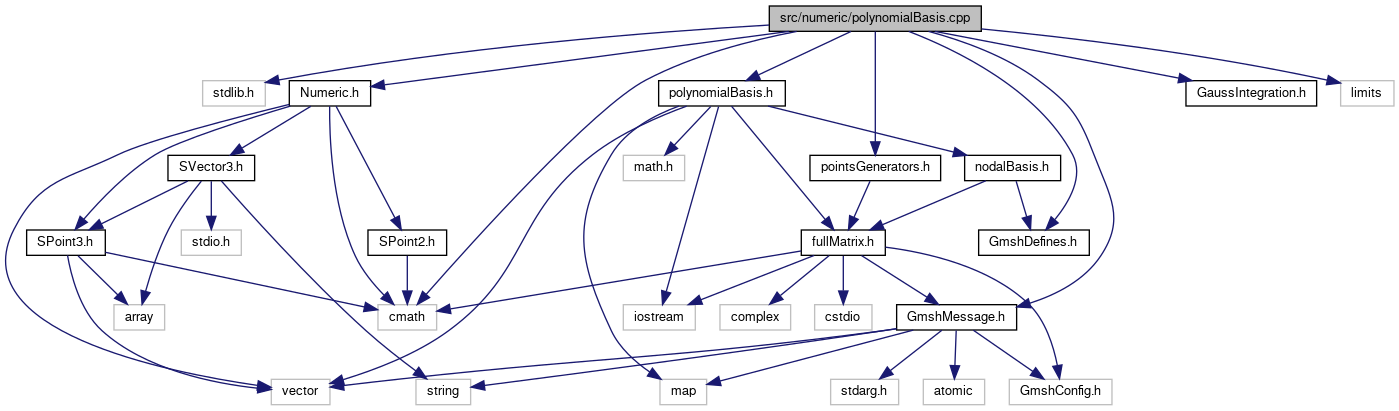 src/numeric/polynomialBasis.cpp
stdlib.h
Numeric.h
polynomialBasis.h
GaussIntegration.h
limits
SVector3.h
math.h
pointsGenerators.h
nodalBasis.h
SPoint3.h
stdio.h
SPoint2.h
fullMatrix.h
GmshDefines.h
array
cmath
iostream
complex
cstdio
GmshMessage.h
vector
string
map
stdarg.h
atomic
GmshConfig.h